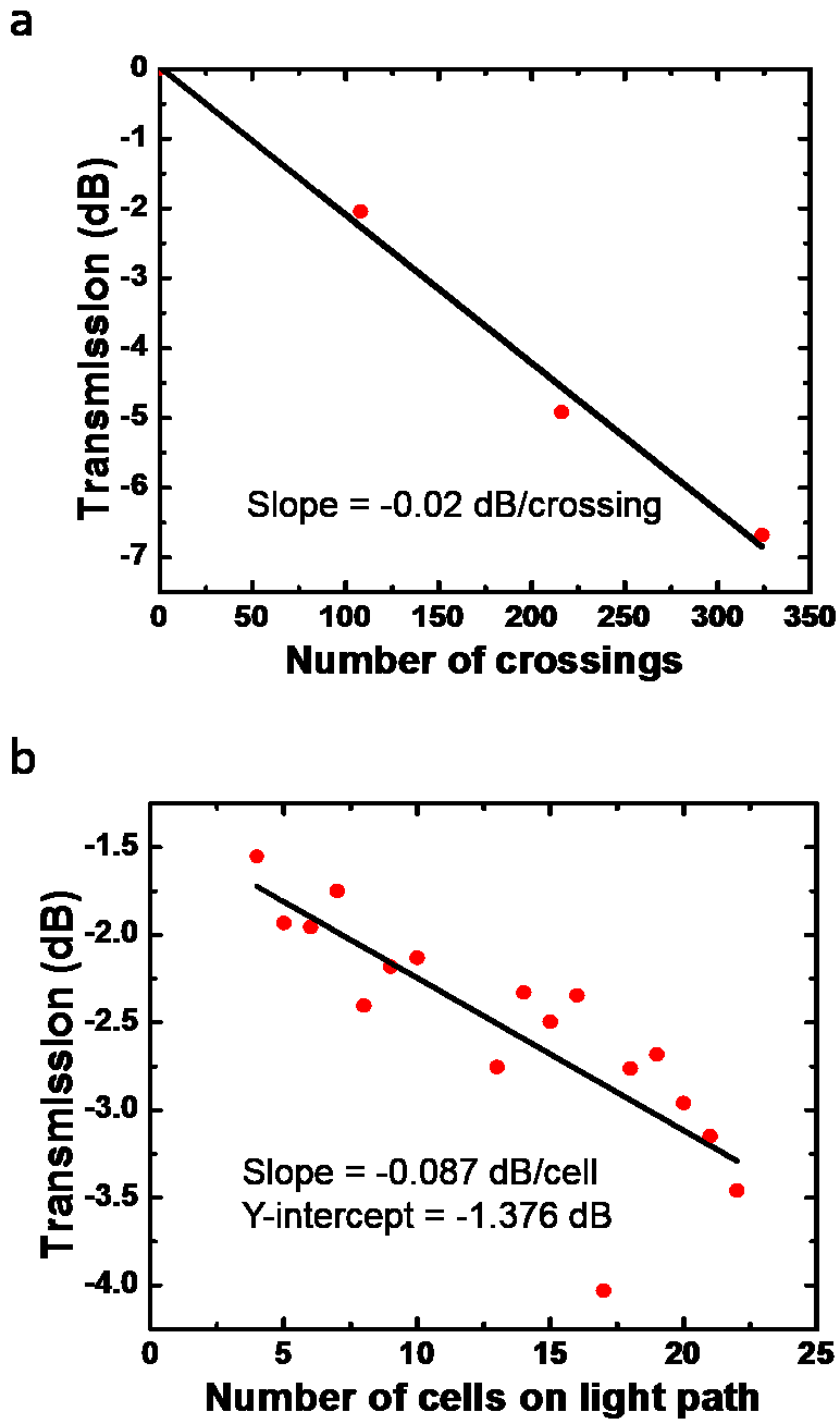 a
0
-1
-2
-3
-4
-5
-6
-7
Transmission (dB)
Slope = -0.02 dB/crossing
0 50 100 150 200 250 300 350
Number of crossings
b
-1.5
-2.0
-2.5
-3.0
-3.5
-4.0
Transmission (dB)
Slope = -0.087 dB/cell
Y-intercept = -1.376 dB
0 5 10 15 20 25
Number of cells on light path